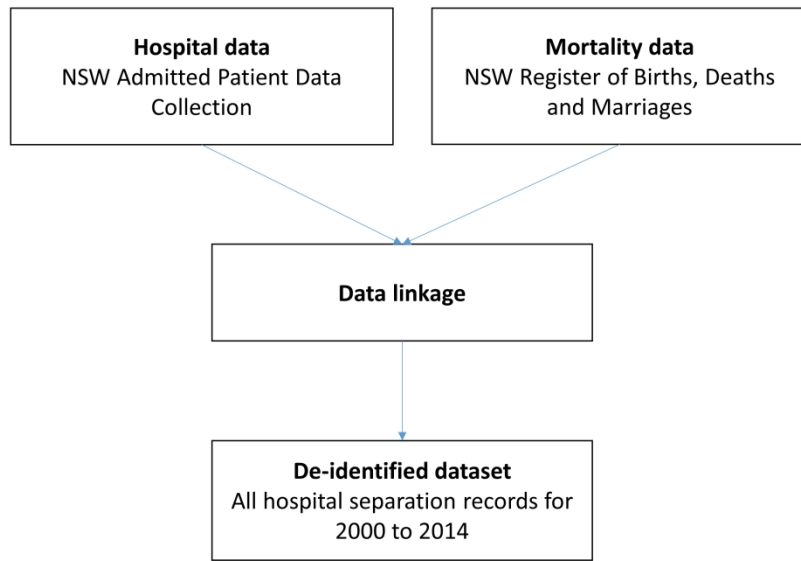 Hospital data
NSW Admitted Patient Data
Collection
Mortality data
NSW Register of Births, Deaths
and Marriages
Data linkage
De-identified dataset
All hospital separation records for
2000 to 2014